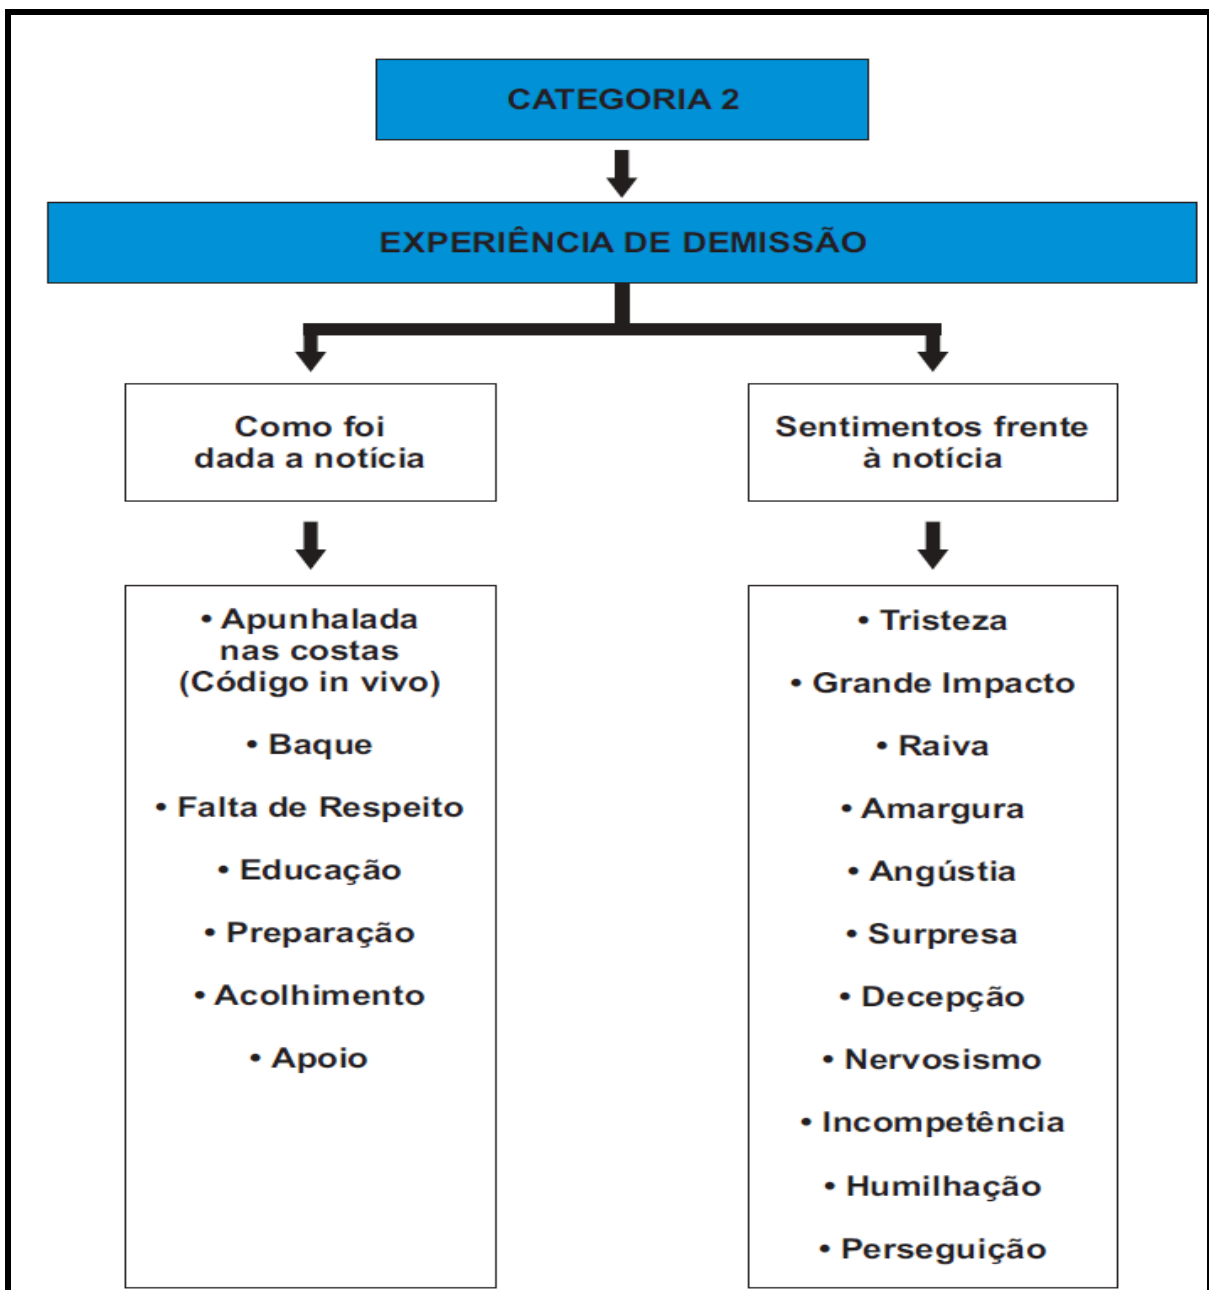 CATEGORIA 2
EXPERIÊNCIA DE DEMISSÃO
Como foi
dada a notícia
• Apunhalada
nas costas
(Código in vivo)
• Baque
• Falta de Respeito
• Educação
• Preparação
• Acolhimento
• Apoio
Sentimentos frente
à notícia
• Tristeza
• Grande Impacto
• Raiva
• Amargura
• Angústia
• Surpresa
• Decepção
• Nervosismo
• Incompetência
• Humilhação
• Perseguição